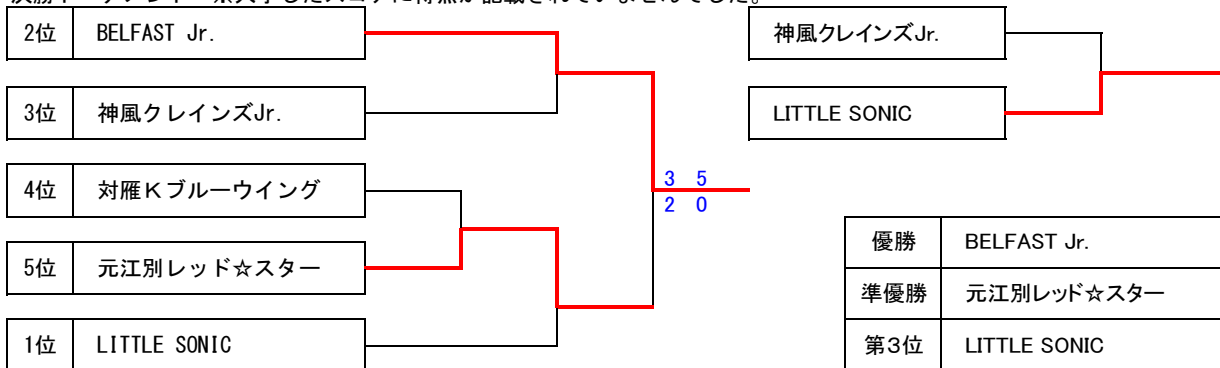 2位 BELFAST Jr.
3位 神風クレインズJr.
4位 対雁Kブルーウイング
5位 元江別レッド☆スター
1位 LITTLE SONIC
3 5
2 0
神風クレインズJr.
LITTLE SONIC
優勝 BELFAST Jr.
準優勝 元江別レッド☆スター
第3位 LITTLE SONIC